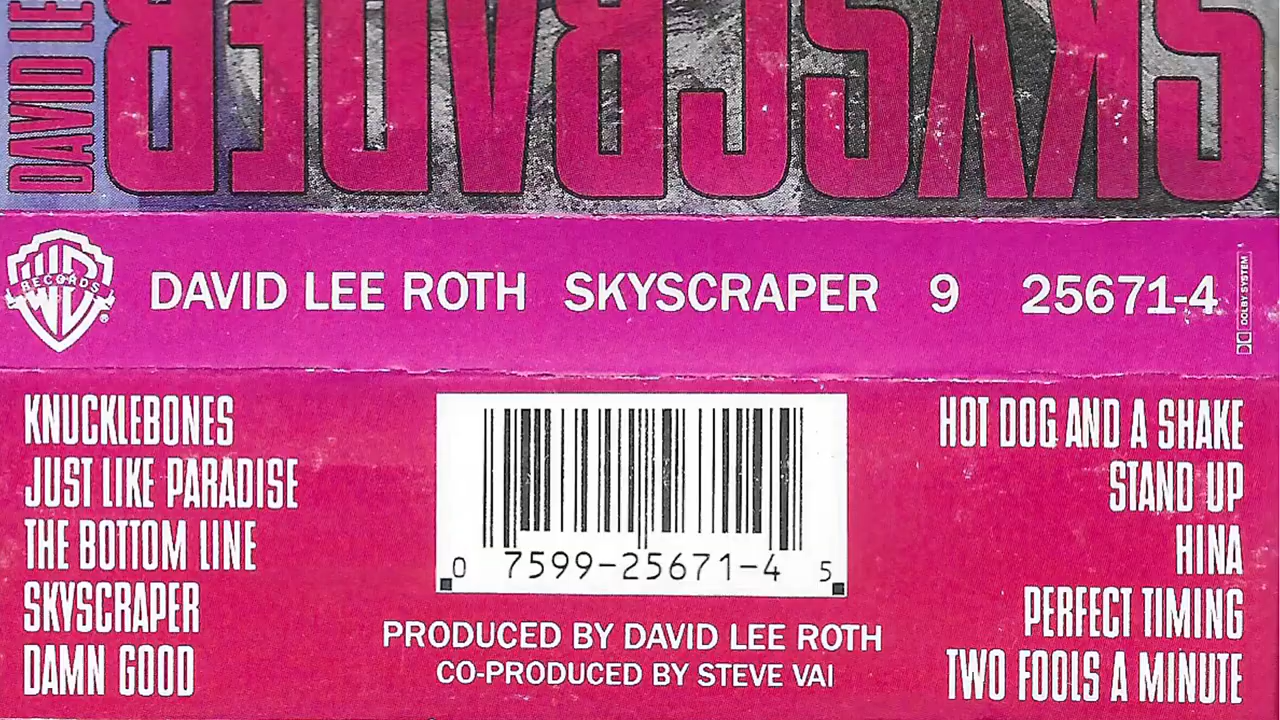 DAVID LE
SKYSCRAPER
WB
RECORDS
®
DAVID LEE ROTH SKYSCRAPER 9 25671-4
DOLBY SYSTEM
KNUCKLEBONES
JUST LIKE PARADISE
THE BOTTOM LINE
SKYSCRAPER
DAMN GOOD
0 7599-25671-4 5
PRODUCED BY DAVID LEE ROTH
CO-PRODUCED BY STEVE VAI
HOT DOG AND A SHAKE
STAND UP
HINA
PERFECT TIMING
TWO FOOLS A MINUTE